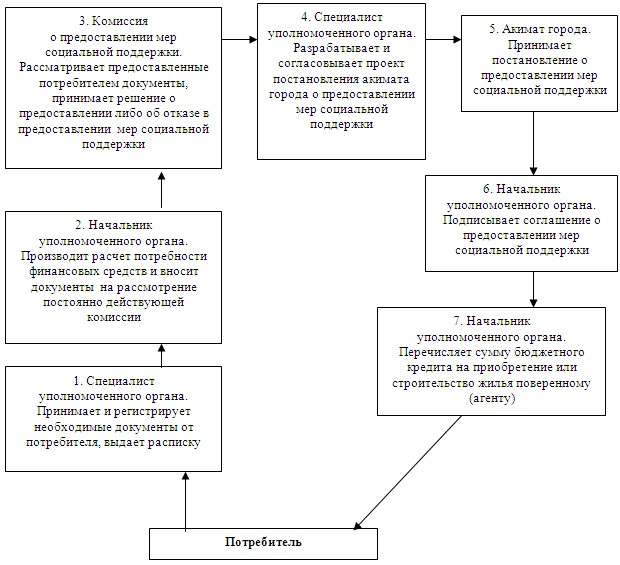 3. Комиссия
о предоставлении мер
социальной поддержки.
Рассматривает предоставленные
потребителем документы,
принимает решение о
предоставлении либо об отказе в
предоставлении мер социальной
поддержки
4. Специалист
уполномоченного органа.
Разрабатывает и
согласовывает проект
постановления акимата
города о предоставлении
мер социальной
поддержки
5. Акимат города.
Принимает
постановление о
предоставлении мер
социальной поддержки
2. Начальник
уполномоченного органа.
Производит расчет потребности
финансовых средств и вносит
документы на рассмотрение
постоянно действующей
комиссии
6. Начальник
уполномоченного органа.
Подписывает соглашение о
предоставлении мер
социальной поддержки
7. Начальник
уполномоченного органа.
Перечисляет сумму бюджетного
кредита на приобретение или
строительство жилья поверенному
(агенту)
1. Специалист
уполномоченного органа.
Принимает и регистрирует
необходимые документы от
потребителя, выдает расписку
Потребитель